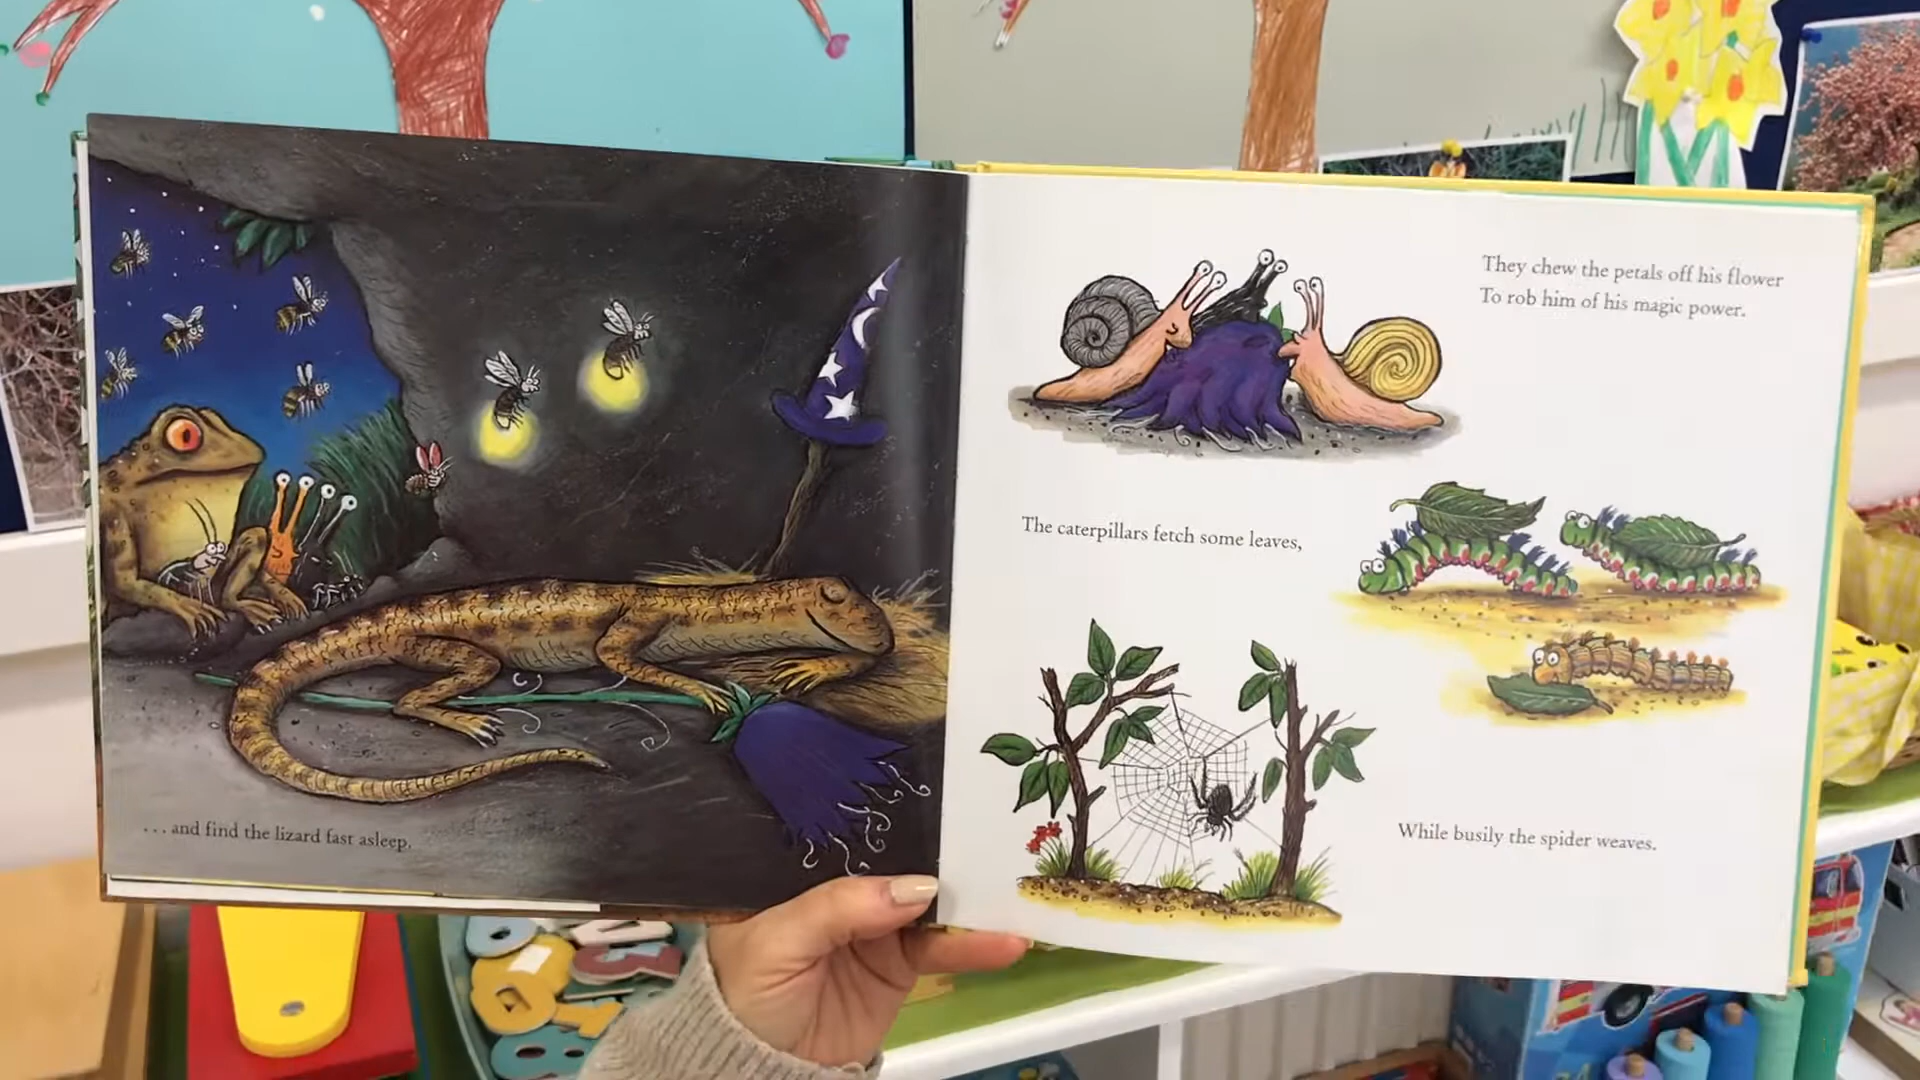 ... and find the lizard fast asleep.
They chew the petals off his flower
To rob him of his magic power.
The caterpillars fetch some leaves,
While busily the spider weaves.